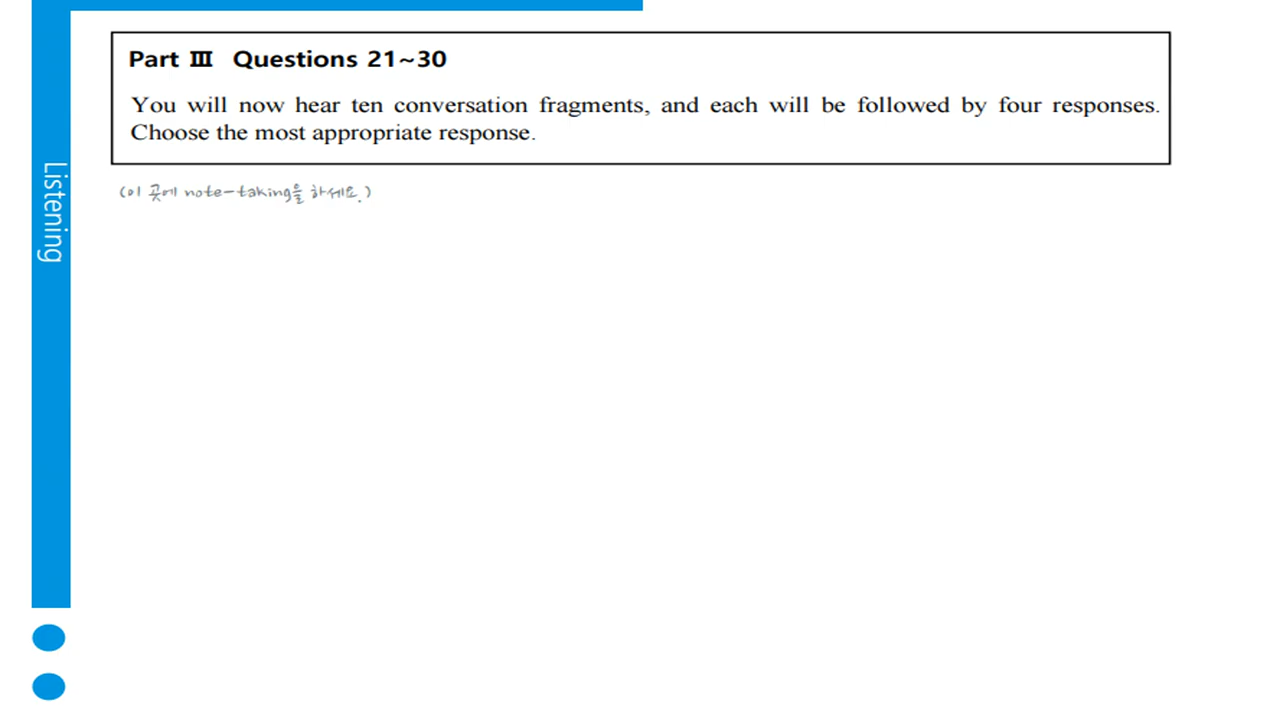 Part Ⅲ Questions 21~30
You will now hear ten conversation fragments, and each will be followed by four responses.
Choose the most appropriate response.
(이 곳에 note-taking을 하세요.)
Listening